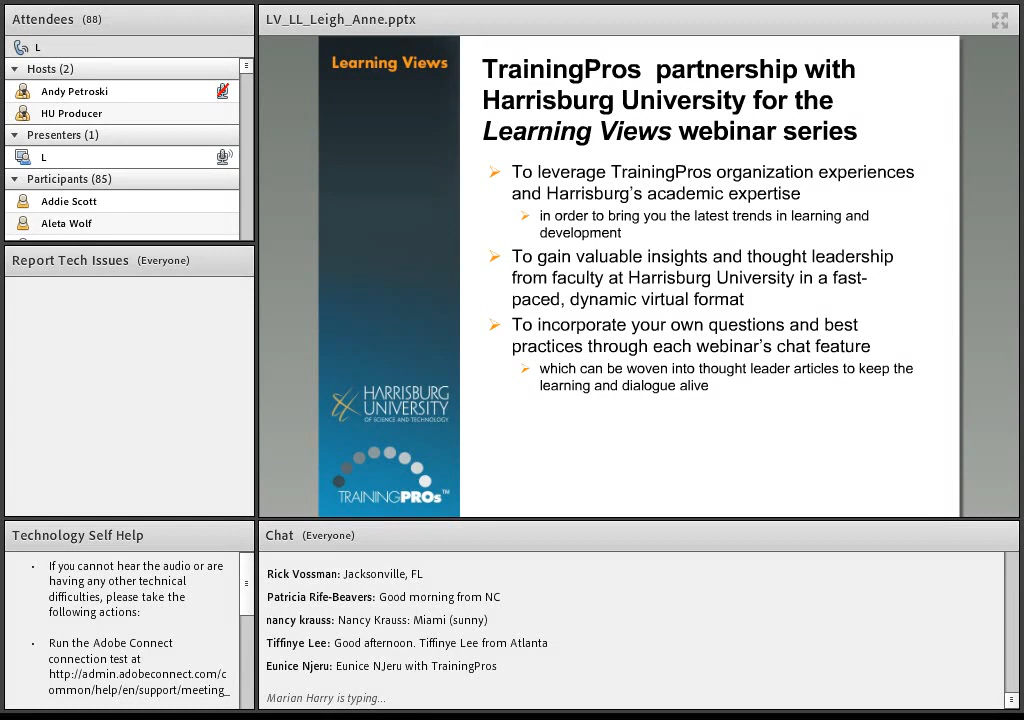 Attendees (88)
L
Hosts (2)
Andy Petroski
HU Producer
Presenters (1)
L
Participants (85)
Addie Scott
Aleta Wolf
Report Tech Issues (Everyone)
Technology Self Help
• If you cannot hear the audio or are
having any other technical
difficulties, please take the
following actions:
• Run the Adobe Connect
connection test at
http://admin.adobeconnect.com/c
ommon/help/en/support/meeting_
LV_LL_Leigh_Anne.pptx
Learning Views
HARRISBURG
UNIVERSITY
OF SCIENCE AND TECHNOLOGY
TRAININGPROs™
TrainingPros partnership with
Harrisburg University for the
Learning Views webinar series
To leverage TrainingPros organization experiences
and Harrisburg's academic expertise
in order to bring you the latest trends in learning and
development
To gain valuable insights and thought leadership
from faculty at Harrisburg University in a fast-
paced, dynamic virtual format
To incorporate your own questions and best
practices through each webinar's chat feature
which can be woven into thought leader articles to keep the
learning and dialogue alive
Chat (Everyone)
Rick Vossman: Jacksonville, FL
Patricia Rife-Beavers: Good morning from NC
nancy krauss: Nancy Krauss: Miami (sunny)
Tiffinye Lee: Good afternoon. Tiffinye Lee from Atlanta
Eunice Njeru: Eunice NJeru with TrainingPros
Marian Harry is typing...